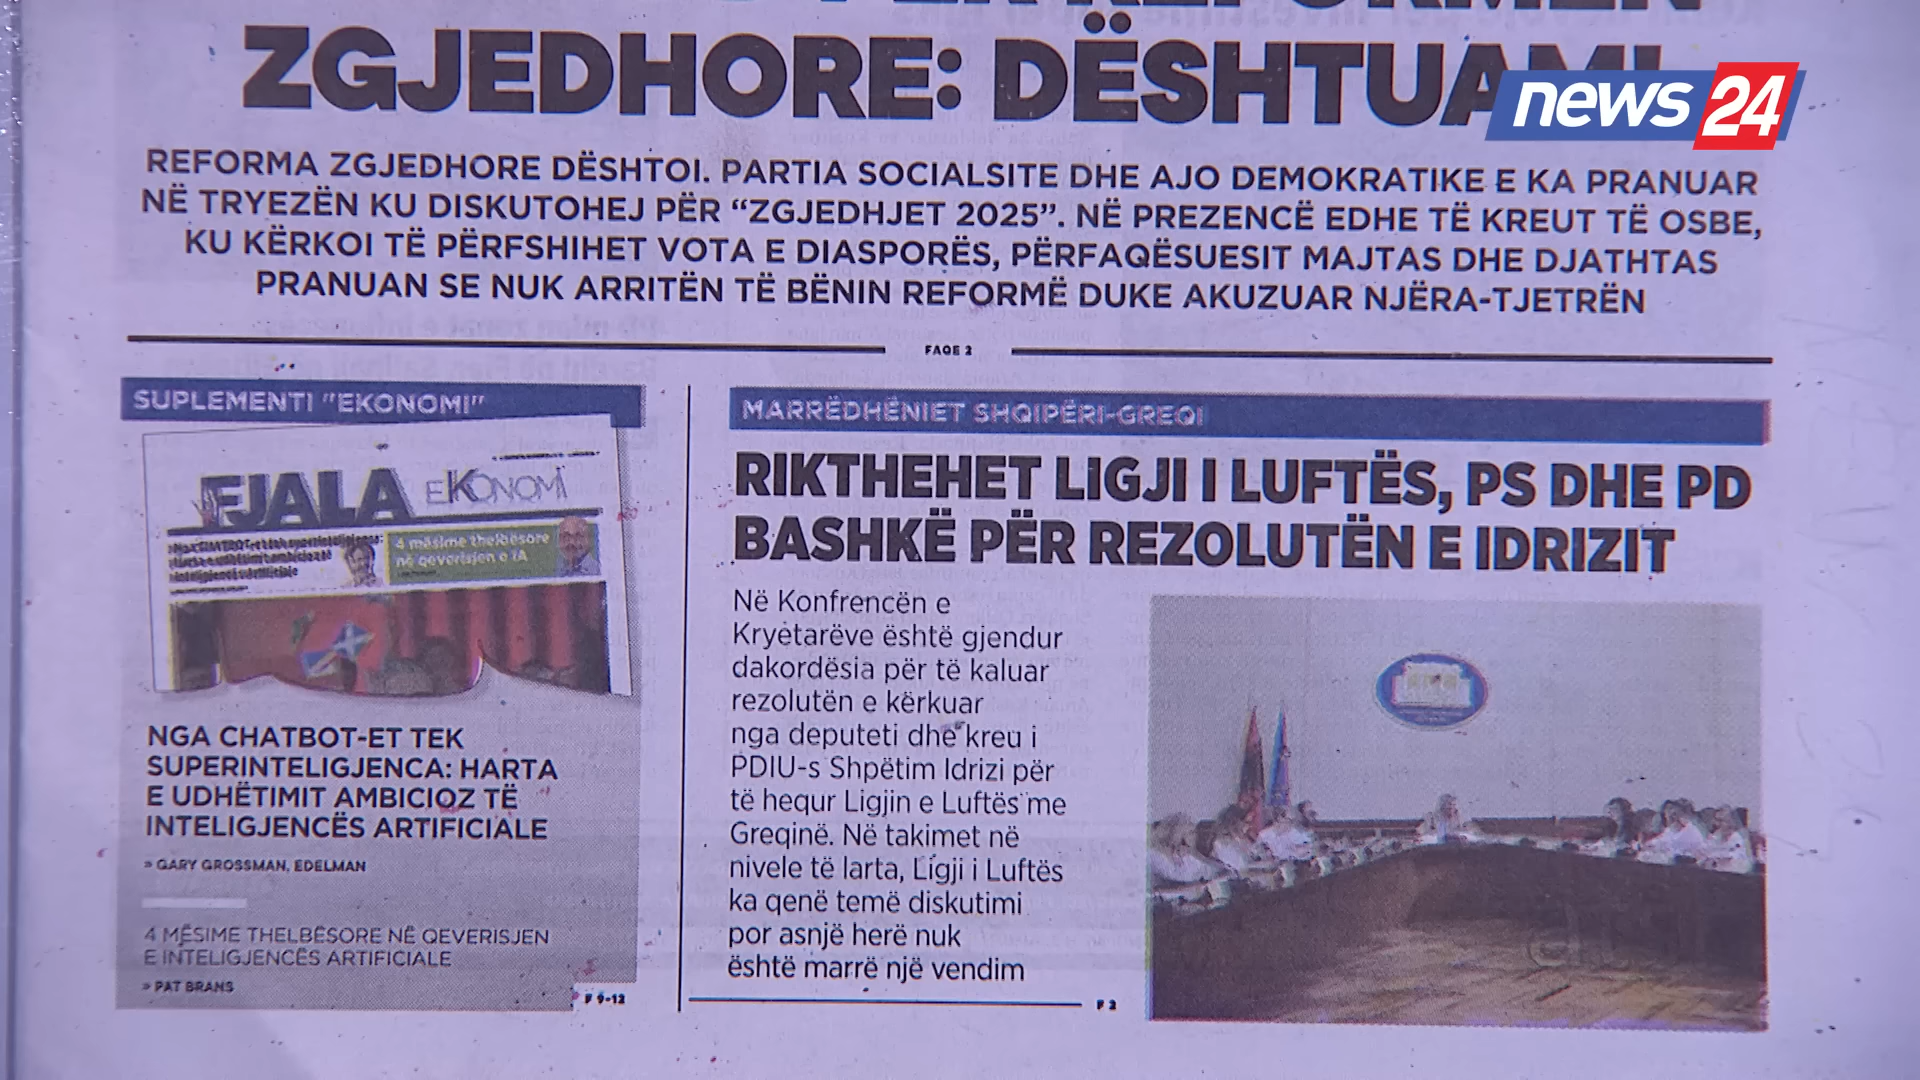 ZGJEDHORE: DËSHTUAM!
news 24
REFORMA ZGJEDHORE DËSHTOI. PARTIA SOCIALSITE DHE AJO DEMOKRATIKE E KA PRANUAR
NË TRYEZËN KU DISKUTOHEJ PËR “ZGJEDHJET 2025”. NË PREZENCË EDHE TË KREUT TË OSBE,
KU KËRKOI TË PËRFSHIHET VOTA E DIASPORËS, PËRFAQËSUESIT MAJTAS DHE DJATHTAS
PRANUAN SE NUK ARRITËN TË BËNIN REFORMË DUKE AKUZUAR NJËRA-TJETRËN
FAQE 2
SUPLEMENTI "EKONOMI"
FJALA EKONOMI
4 mësime thelbësore
në qeverisjen e IA
NGA CHATBOT-ET TEK
SUPERINTELIGJENCA: HARTA
E UDHËTIMIT AMBICIOZ TË
INTELIGJENCËS ARTIFICIALE
» GARY GROSSMAN, EDELMAN
4 MËSIME THELBËSORE NË QEVERISJEN
E INTELIGJENCËS ARTIFICIALE
» PAT BRANS
F 9-12
MARRËDHËNIET SHQIPËRI-GREQI
RIKTHEHET LIGJI I LUFTËS, PS DHE PD
BASHKË PËR REZOLUTËN E IDRIZIT
Në Konfrencën e
Kryetarëve është gjendur
dakordësia për të kaluar
rezolutën e kërkuar
nga deputeti dhe kreu i
PDIU-s Shpëtim Idrizi për
të hequr Ligjin e Luftës me
Greqinë. Në takimet në
nivele të larta, Ligji i Luftës
ka qenë temë diskutimi
por asnjë herë nuk
është marrë një vendim
F 2